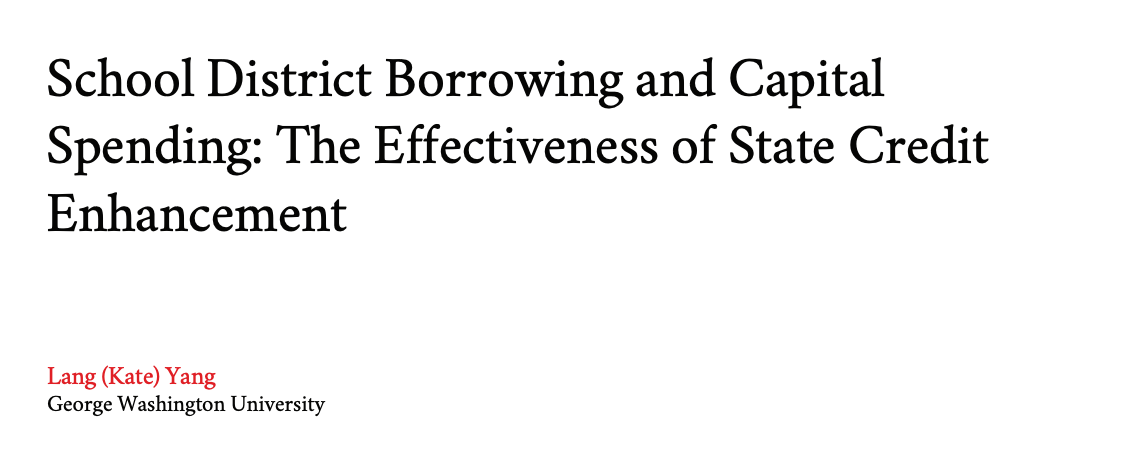 School District Borrowing and Capital
Spending: The Effectiveness of State Credit
Enhancement
Lang (Kate) Yang
George Washington University